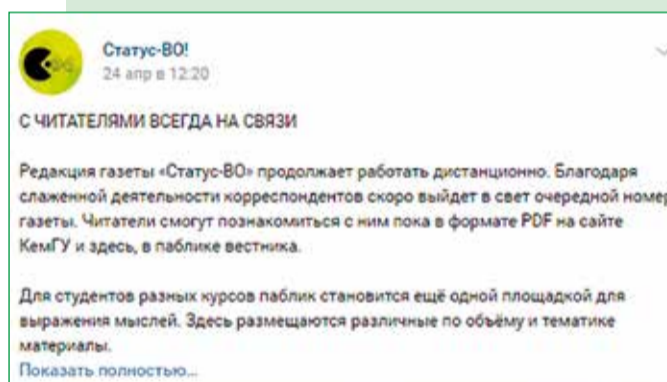 Статус-ВО!
24 апр в 12:20
С ЧИТАТЕЛЯМИ ВСЕГДА НА СВЯЗИ
Редакция газеты «Статус-ВО» продолжает работать дистанционно. Благодаря
слаженной деятельности корреспондентов скоро выйдет в свет очередной номер
газеты. Читатели смогут познакомиться с ним пока в формате PDF на сайте
КемГУ и здесь, в паблике вестника.
Для студентов разных курсов паблик становится ещё одной площадкой для
выражения мыслей. Здесь размещаются различные по объёму и тематике
материалы.
Показать полностью...